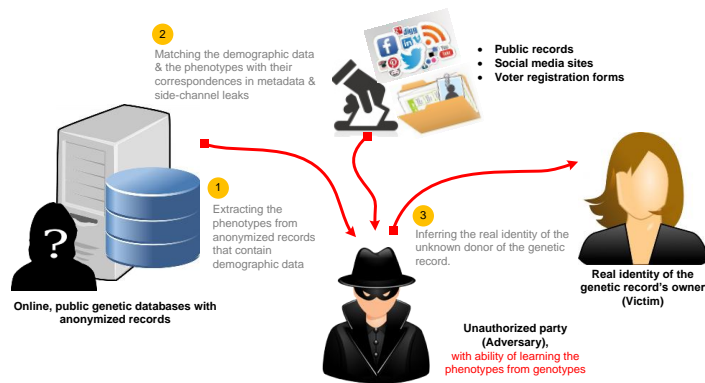 2
Matching the demographic data
& the phenotypes with their
correspondences in metadata &
side-channel leaks
• Public records
• Social media sites
• Voter registration forms
1
Extracting the
phenotypes from
anonymized records
that contain
demographic data
?
Online, public genetic databases with
anonymized records
3
Inferring the real identity of the
unknown donor of the genetic
record.
Real identity of the
genetic record's owner
(Victim)
Unauthorized party
(Adversary),
with ability of learning the
phenotypes from genotypes